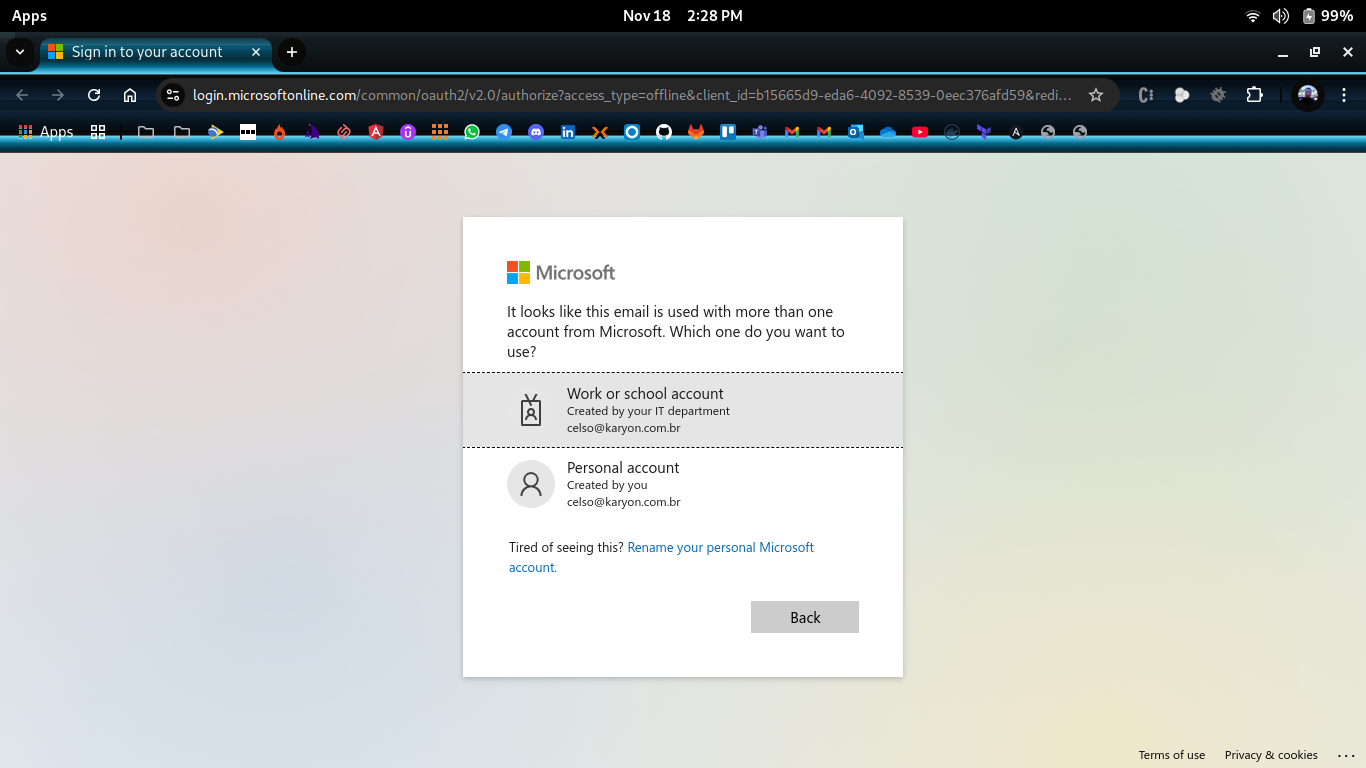 Apps
Nov 18 2:28 PM
99%
Sign in to your account
login.microsoftonline.com/common/oauth2/v2.0/authorize?access_type=offline&client_id=b15665d9-eda6-4092-8539-0eec376afd59&redi...
Apps
Microsoft
It looks like this email is used with more than one
account from Microsoft. Which one do you want to
use?
Work or school account
Created by your IT department
celso@karyon.com.br
Personal account
Created by you
celso@karyon.com.br
Tired of seeing this? Rename your personal Microsoft
account.
Back
Terms of use Privacy & cookies ...